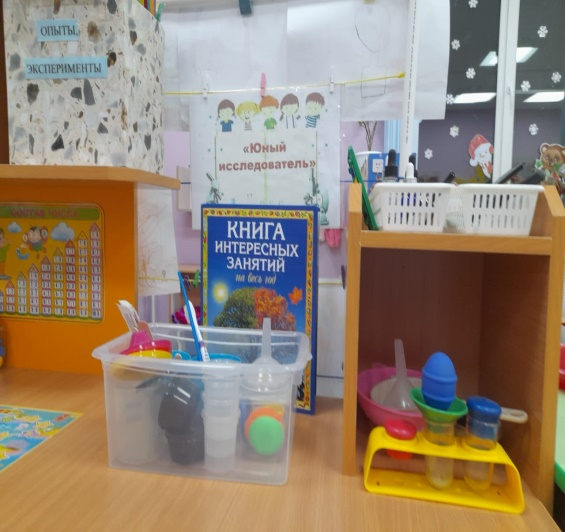 ОПЫТЫ,
ЭКСПЕРИМЕНТЫ
«Юный
исследователь»
КНИГА
ИНТЕРЕСНЫХ
ЗАНЯТИЙ
на весь год